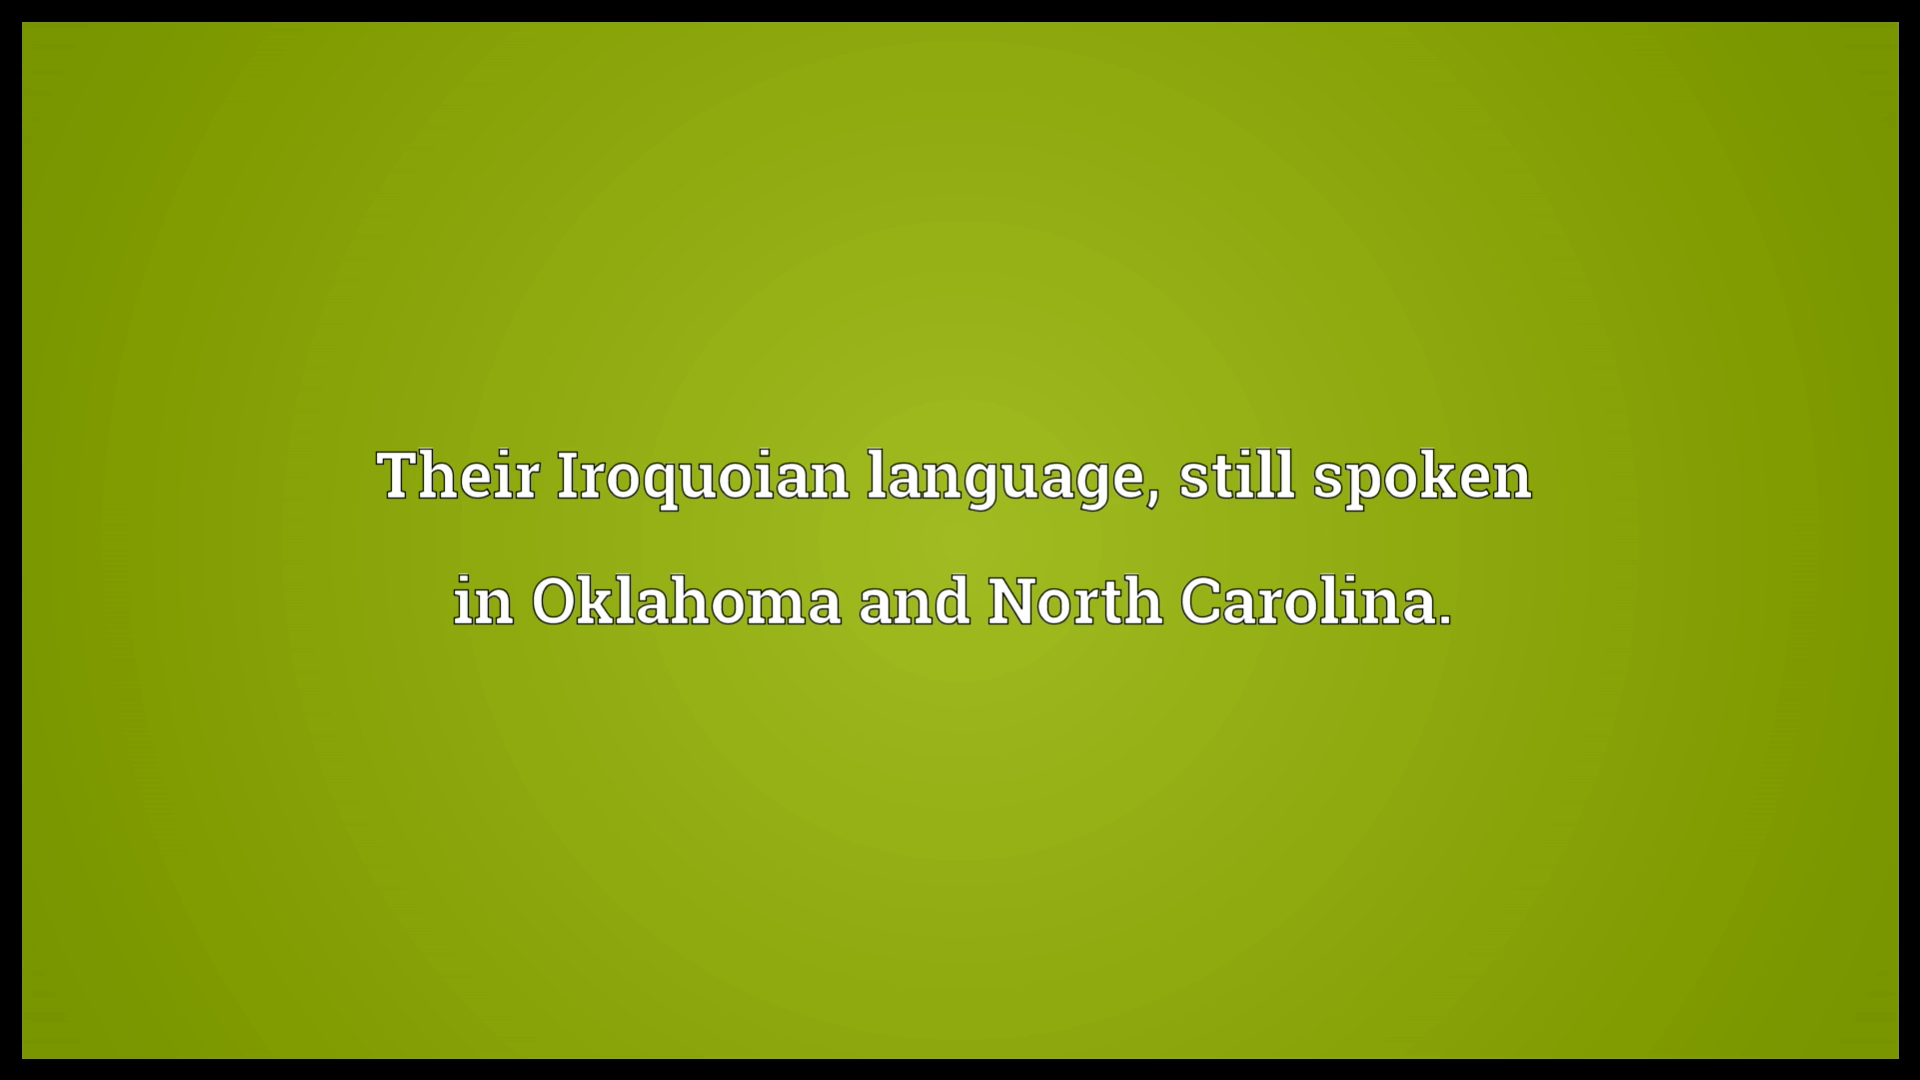 Their Iroquoian language, still spoken
in Oklahoma and North Carolina.